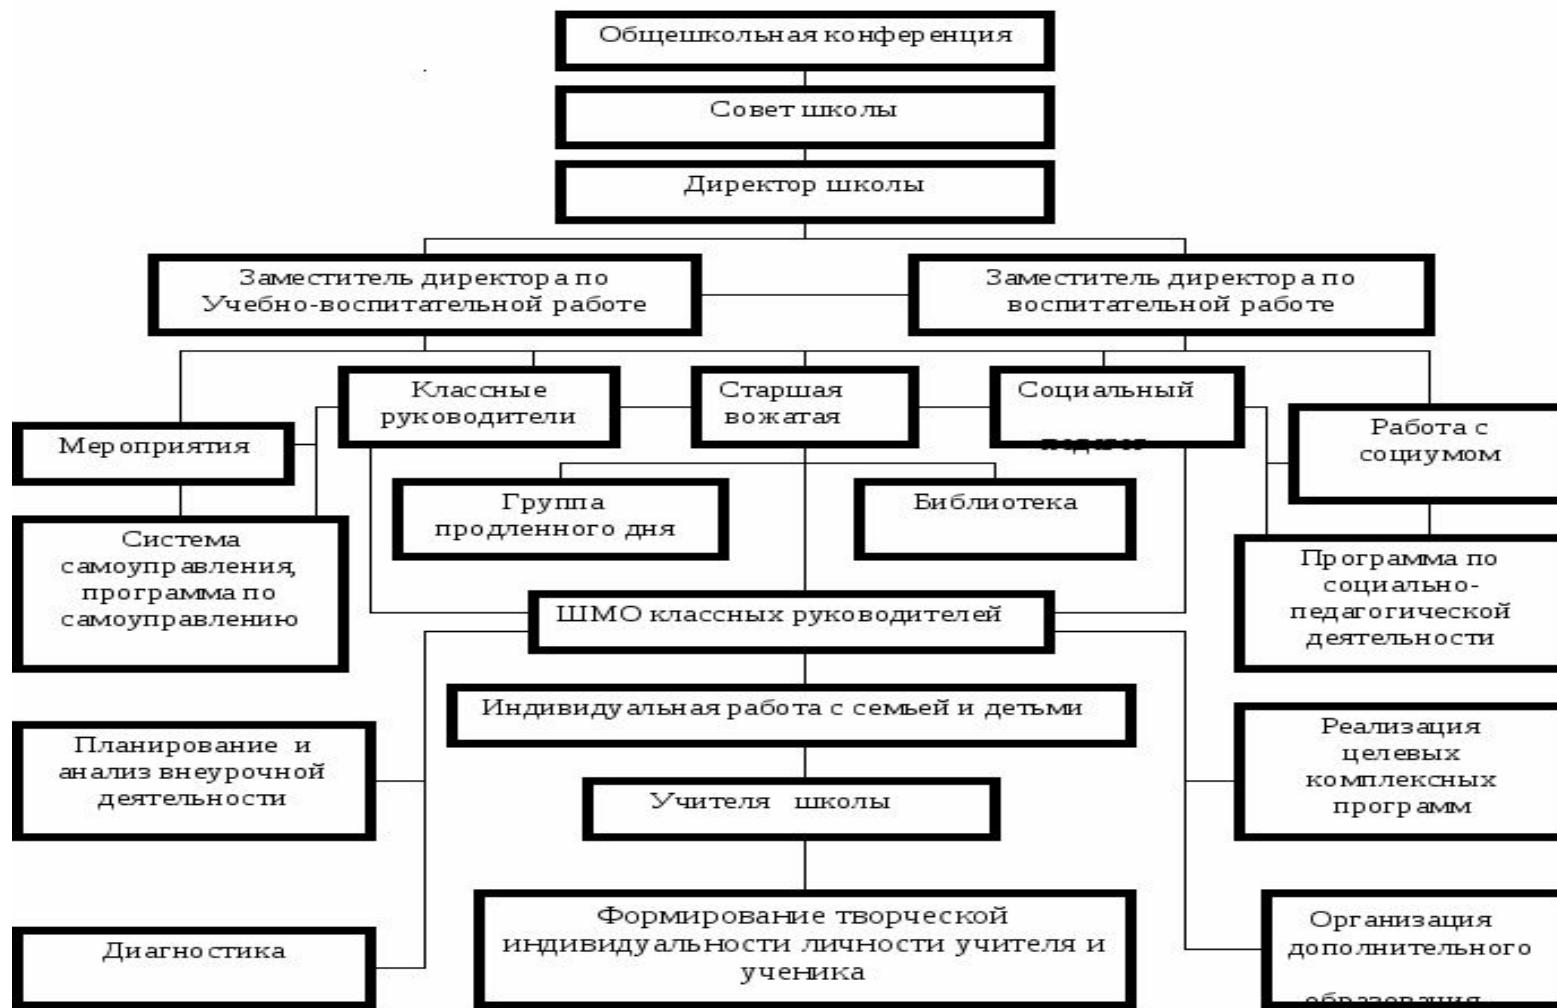 Общешкольная конференция
Совет школы
Директор школы
Заместитель директора по
Учебно-воспитательной работе
Заместитель директора по
воспитательной работе
Классные
руководители
Старшая
вожатая
Социальный
Мероприятия
Работа с
социумом
Группа
продленного дня
Библиотека
Система
самоуправления,
программа по
самоуправлению
Программа по
социально-
педагогической
деятельности
ШМО классных руководителей
Индивидуальная работа с семьей и детьми
Планирование и
анализ внеурочной
деятельности
Реализация
целевых
комплексных
программ
Учителя школы
Диагностика
Формирование творческой
индивидуальности личности учителя и
ученика
Организация
дополнительного
образования